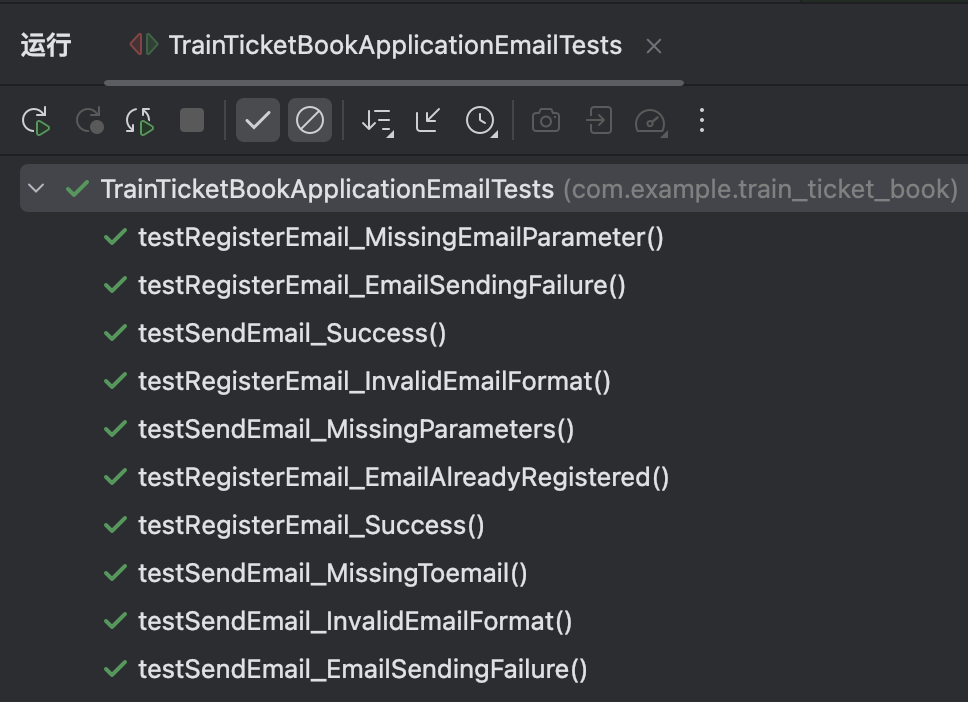 运行 TrainTicketBookApplicationEmailTests
TrainTicketBookApplicationEmailTests (com.example.train_ticket_book)
testRegisterEmail_MissingEmailParameter()
testRegisterEmail_EmailSendingFailure()
testSendEmail_Success()
testRegisterEmail_InvalidEmailFormat()
testSendEmail_MissingParameters()
testRegisterEmail_EmailAlreadyRegistered()
testRegisterEmail_Success()
testSendEmail_MissingToemail()
testSendEmail_InvalidEmailFormat()
testSendEmail_EmailSendingFailure()